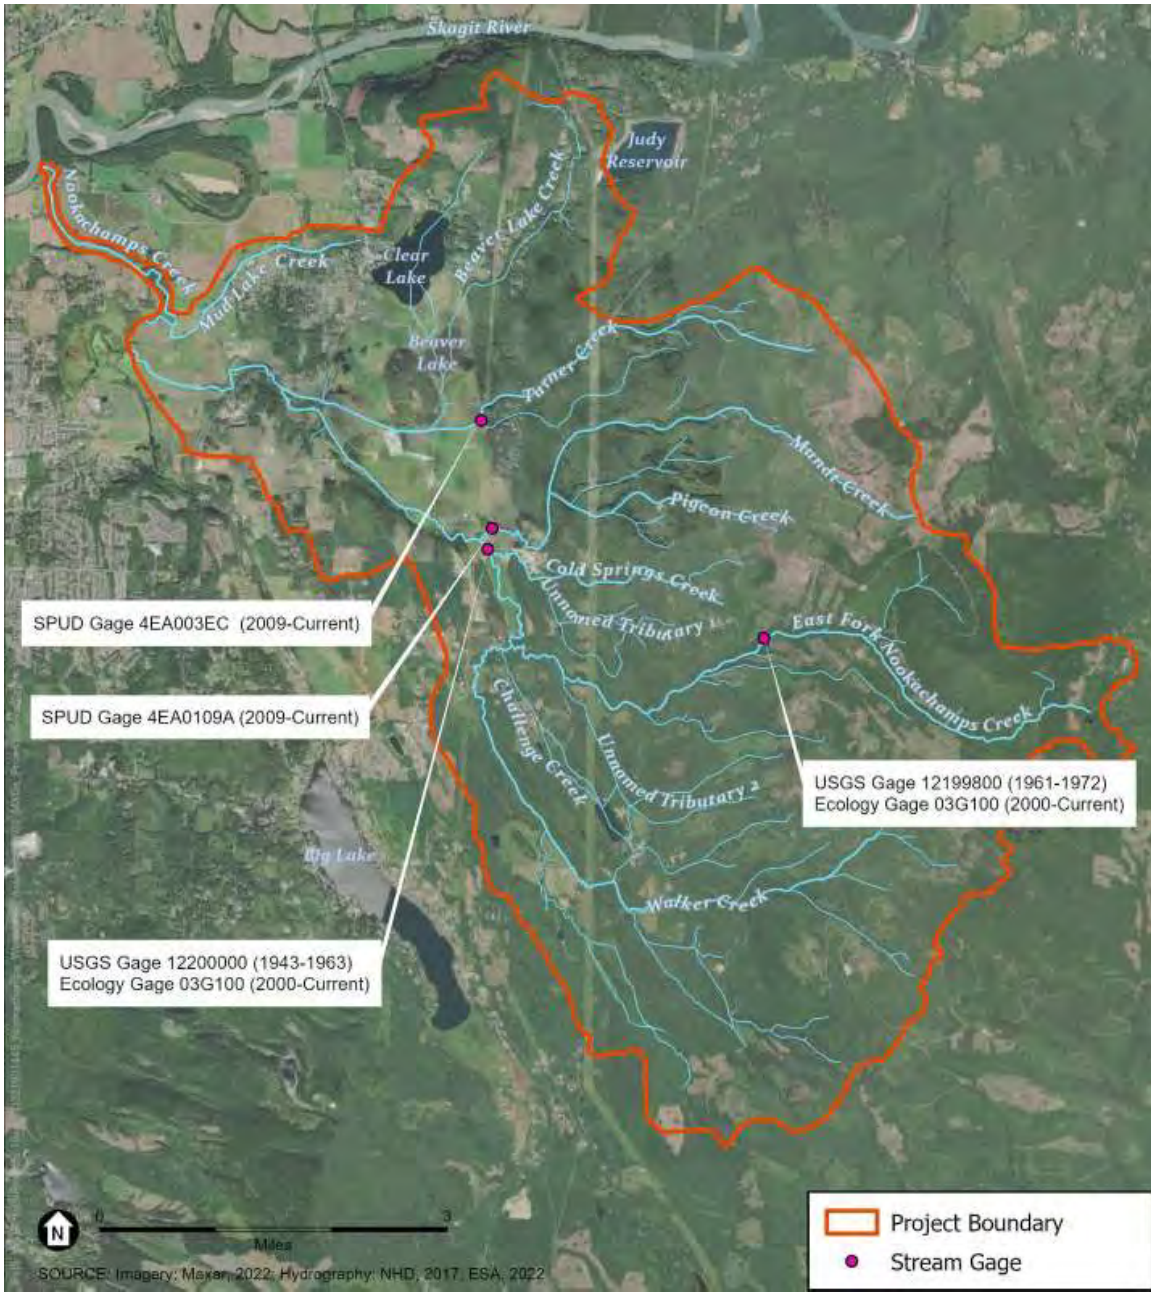 Skagit River
Judy
Reservoir
Nookachamps Creek
Beaver Lake Creek
Clear
Lake
Mud Lake Creek
Beaver
Lake
Turner Creek
Mundt Creek
Pigeon Creek
Cold Springs Creek
Unnomed Tributary 1
SPUD Gage 4EA003EC (2009-Current)
East Fork Nookachamps Creek
SPUD Gage 4EA0109A (2009-Current)
Challenge Creek
Unnomed Tributary 2
USGS Gage 12199800 (1961-1972)
Ecology Gage 03G100 (2000-Current)
Big Lake
Walker Creek
USGS Gage 12200000 (1943-1963)
Ecology Gage 03G100 (2000-Current)
N
0 3
Miles
Project Boundary
Stream Gage
SOURCE: Imagery: Maxar, 2022; Hydrography: NHD, 2017, ESA, 2022